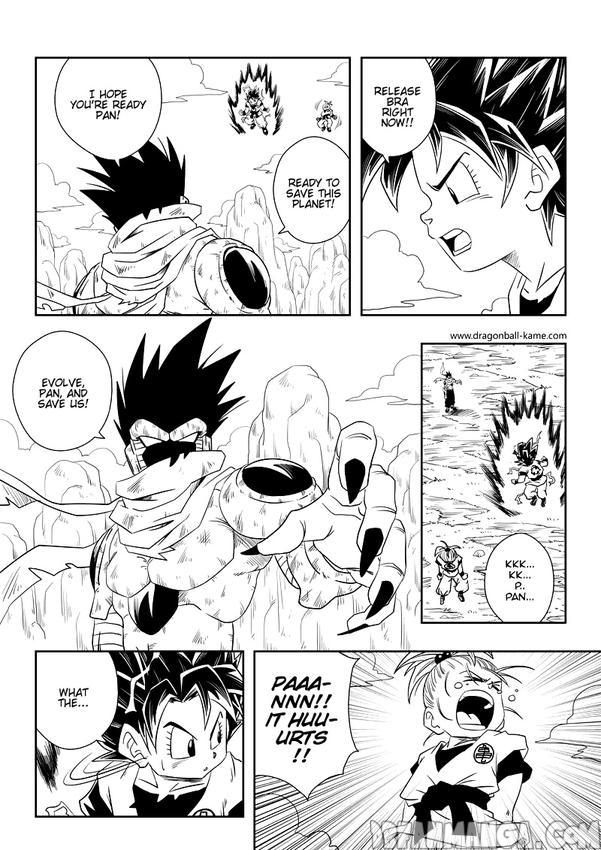 I HOPE
YOU'RE READY
PAN!
READY TO
SAVE THIS
PLANET!
RELEASE
BRA
RIGHT
NOW!!
www.dragonball-kame.com
EVOLVE,
PAN, AND
SAVE US!
KKK...
KK...
P..
PAN...
WHAT
THE...
PAAA-
NNN!!
IT HUU-
URTS
!!